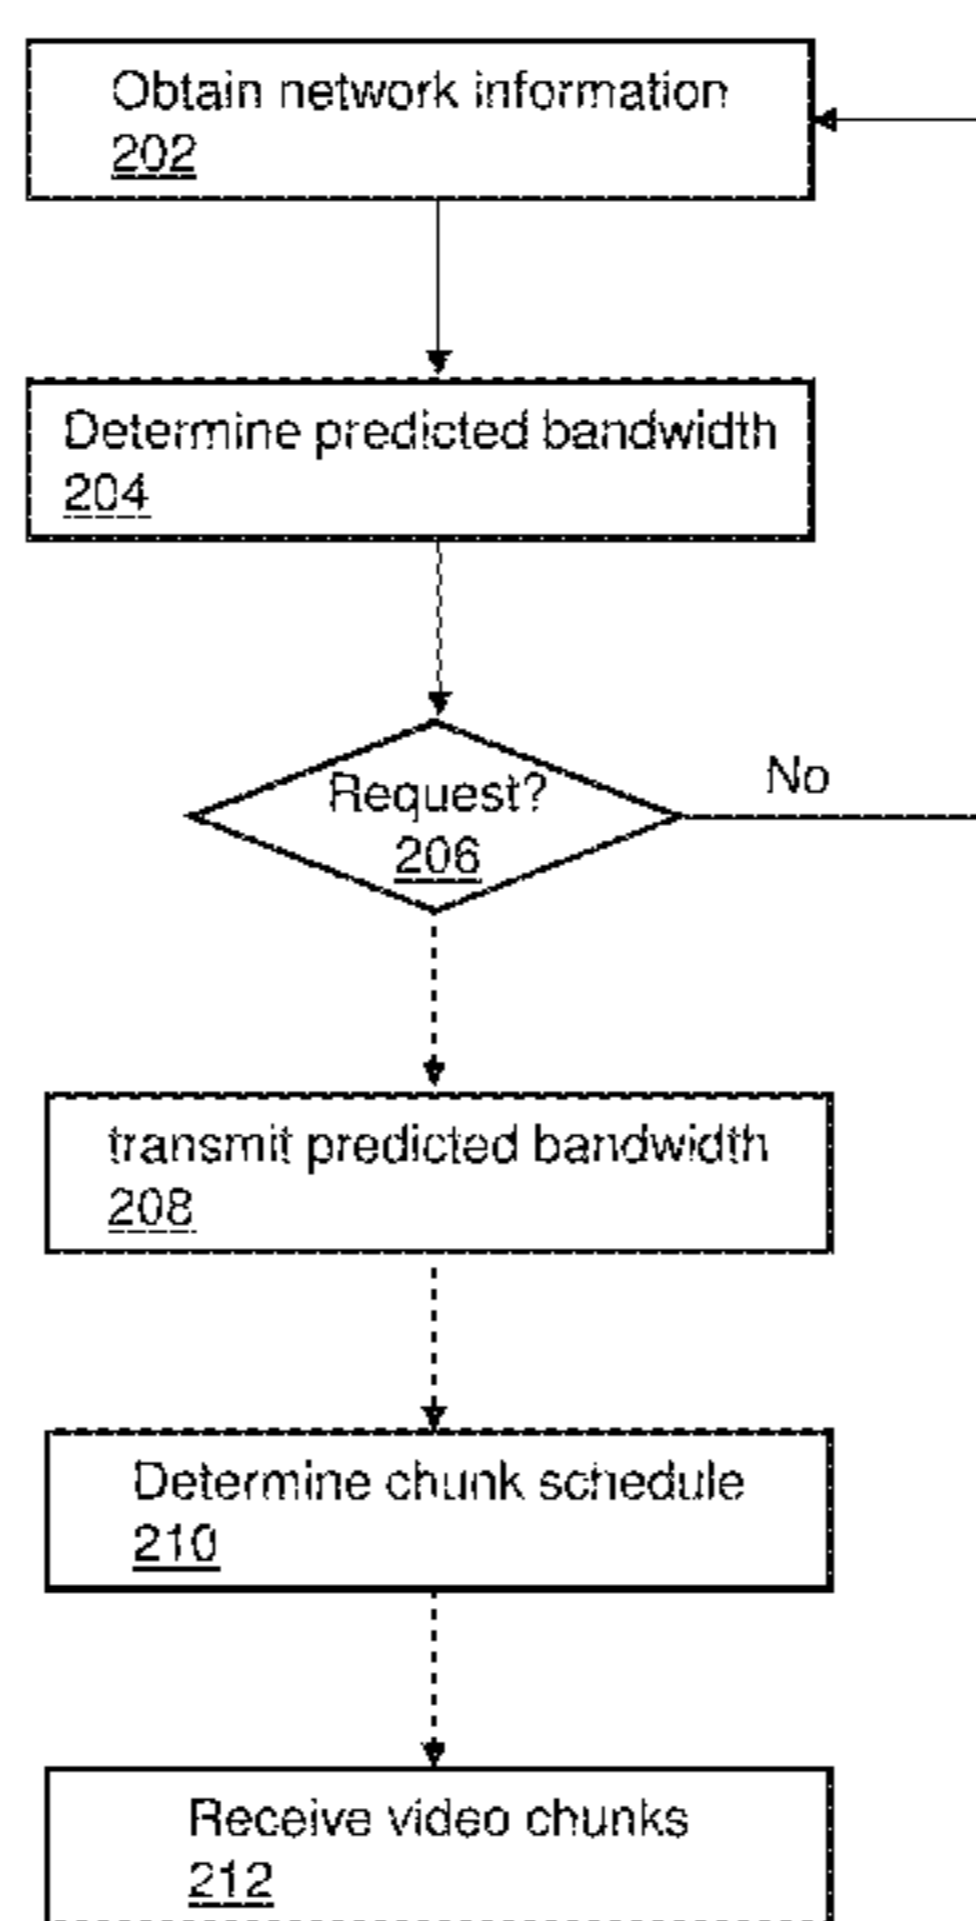 Obtain network information
202
Determine predicted bandwidth
204
Request?
206
No
transmit predicted bandwidth
208
Determine chunk schedule
210
Receive video chunks
212